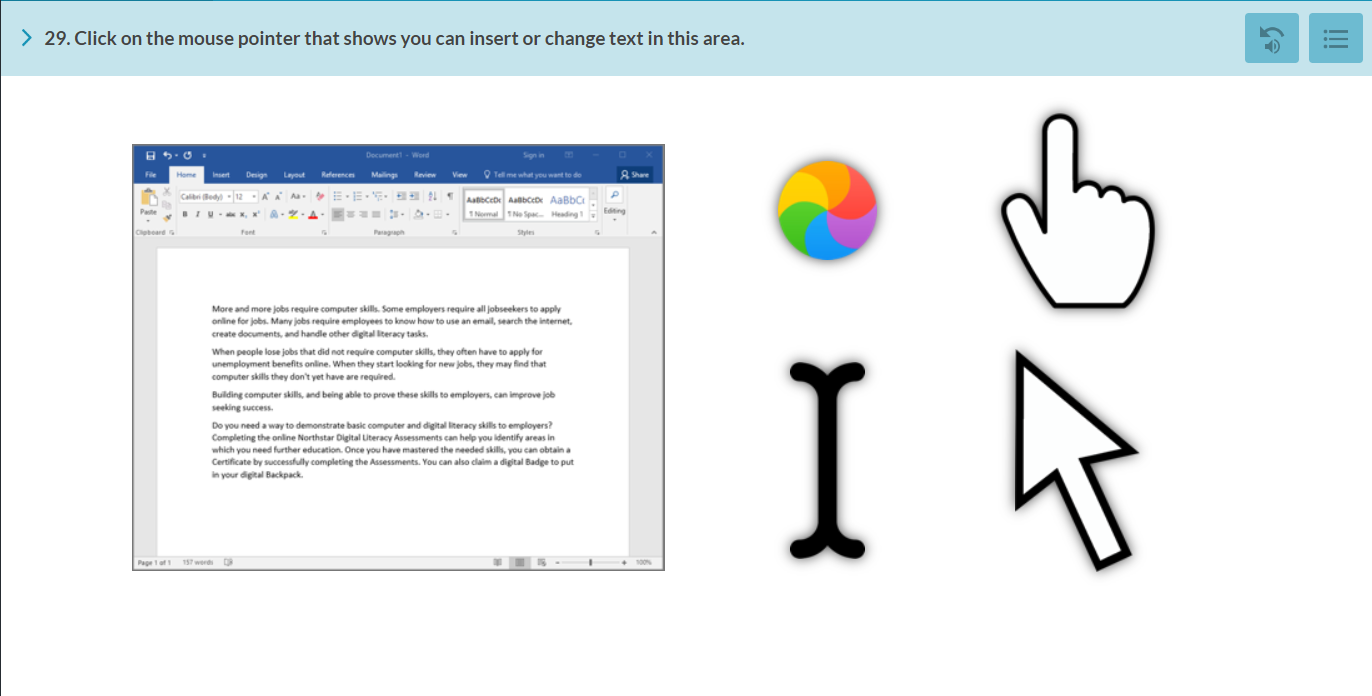 29. Click on the mouse pointer that shows you can insert or change text in this area.
Document1 - Word
Sign in
File Home Insert Design Layout References Mailings Review View Tell me what you want to do Share
Calibri (Body) 12 Aa
AaBbCcDc AaBbCcDc AaBbCc
Paste
B I U abc x, x² A
¶ Normal ¶ No Spac... Heading 1
Editing
Clipboard Font Paragraph Styles
More and more jobs require computer skills. Some employers require all jobseekers to apply
online for jobs. Many jobs require employees to know how to use an email, search the internet,
create documents, and handle other digital literacy tasks.
When people lose jobs that did not require computer skills, they often have to apply for
unemployment benefits online. When they start looking for new jobs, they may find that
computer skills they don't yet have are required.
Building computer skills, and being able to prove these skills to employers, can improve job
seeking success.
Do you need a way to demonstrate basic computer and digital literacy skills to employers?
Completing the online Northstar Digital Literacy Assessments can help you identify areas in
which you need further education. Once you have mastered the needed skills, you can obtain a
Certificate by successfully completing the Assessments. You can also claim a digital Badge to put
in your digital Backpack.
Page 1 of 1 157 words 100%